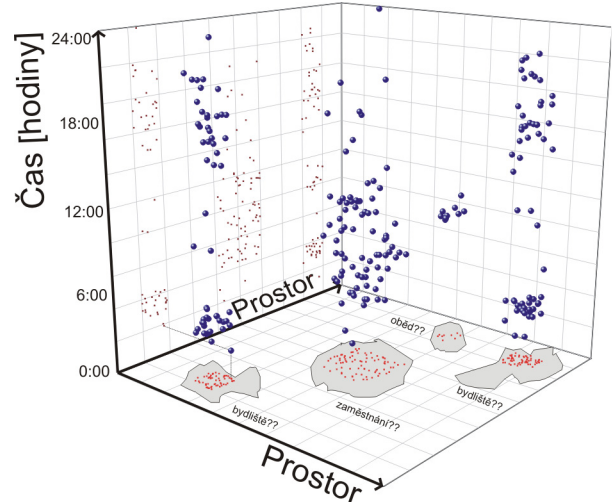 24:00
18:00
12:00
6:00
0:00
Čas [hodiny]
Prostor
Prostor
oběd??
bydliště??
zaměstnání??
bydliště??